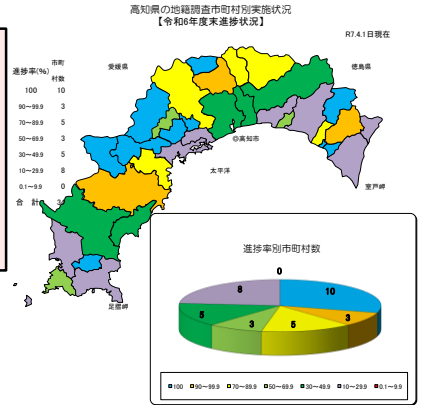 高知県の地籍調査市町村別実施状況
【令和6年度末進捗状況】
R7.4.1日現在
進捗率(%) 市町村数
100 10
90～99.9 3
70～89.9 5
50～69.9 3
30～49.9 5
10～29.9 8
0.1～9.9 0
合 計
愛媛県
徳島県
◎高知市
太平洋
室戸岬
足摺岬
進捗率別市町村数
0
10
3
5
3
5
8
100 90～99.9 70～89.9 50～69.9 30～49.9 10～29.9 0.1～9.9